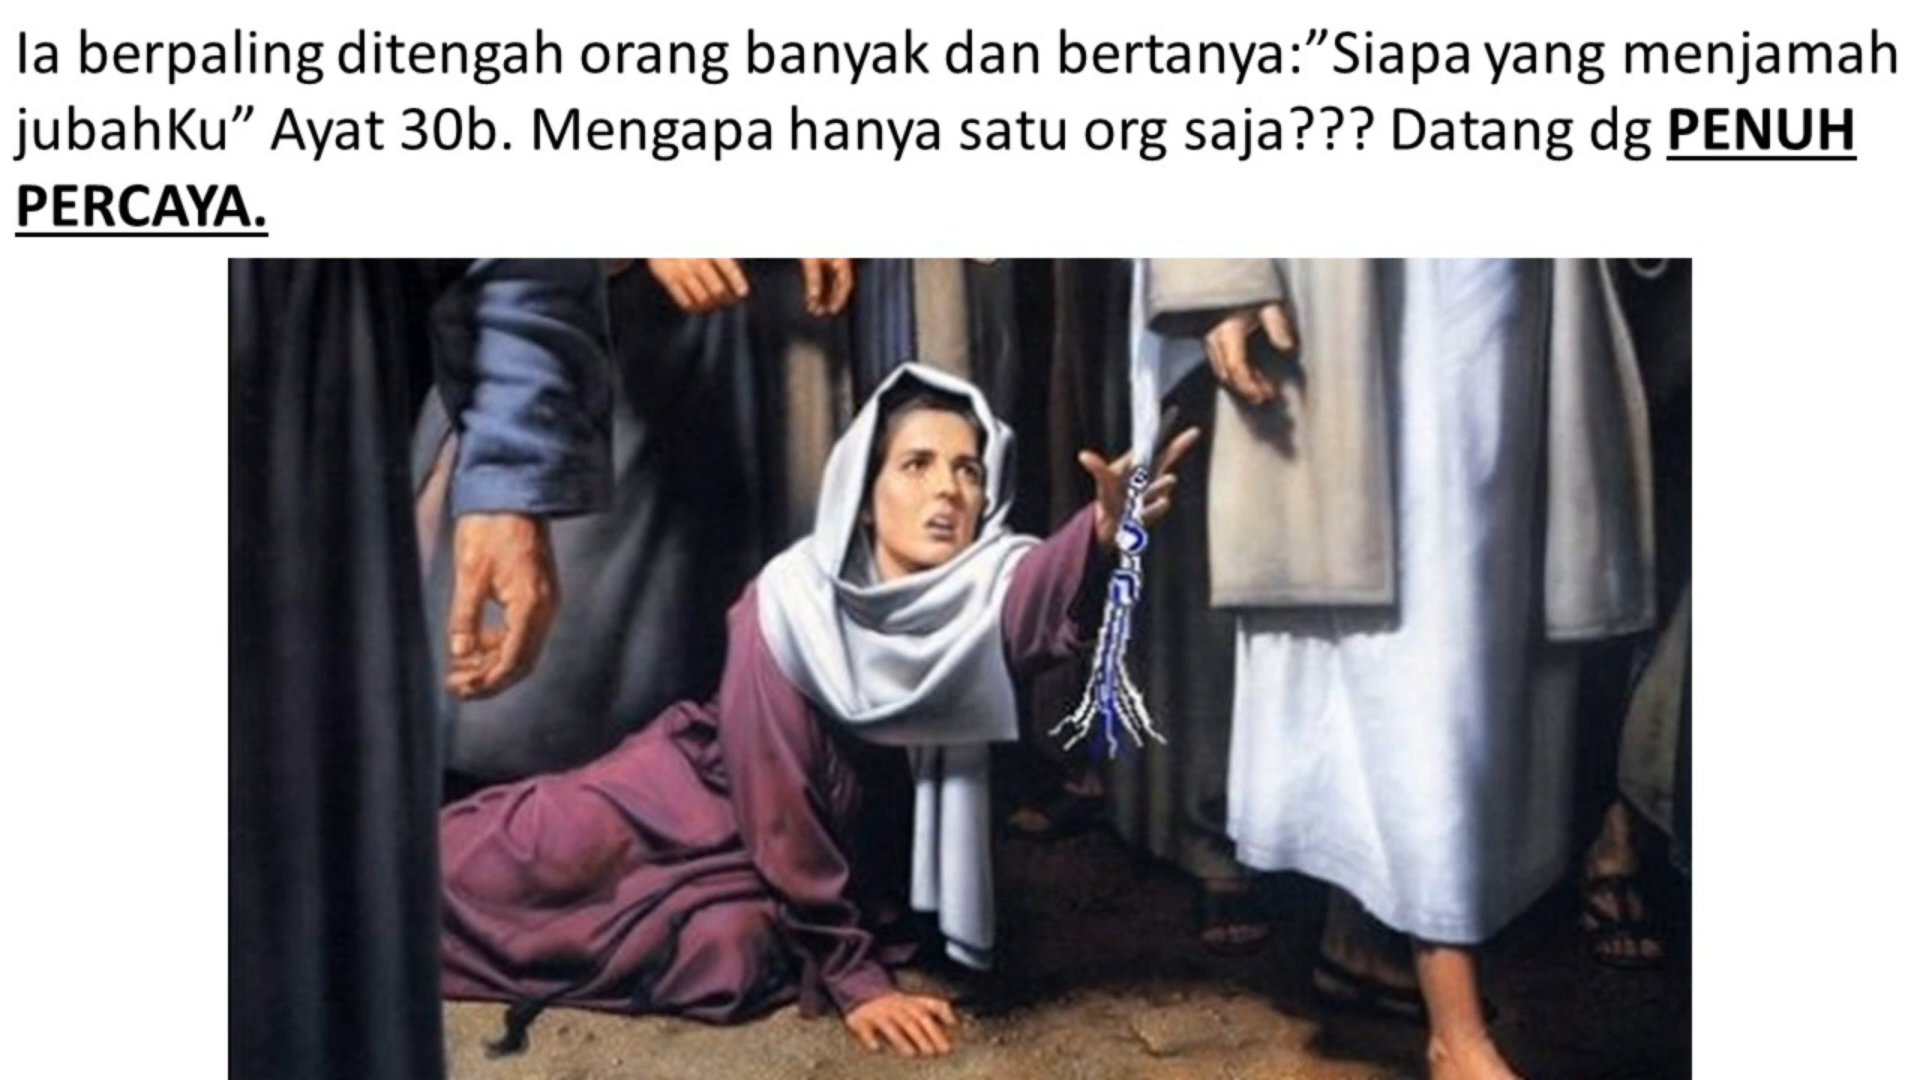 Ia berpaling ditengah orang banyak dan bertanya:”Siapa yang menjamah
jubahKu” Ayat 30b. Mengapa hanya satu org saja??? Datang dg PENUH
PERCAYA.